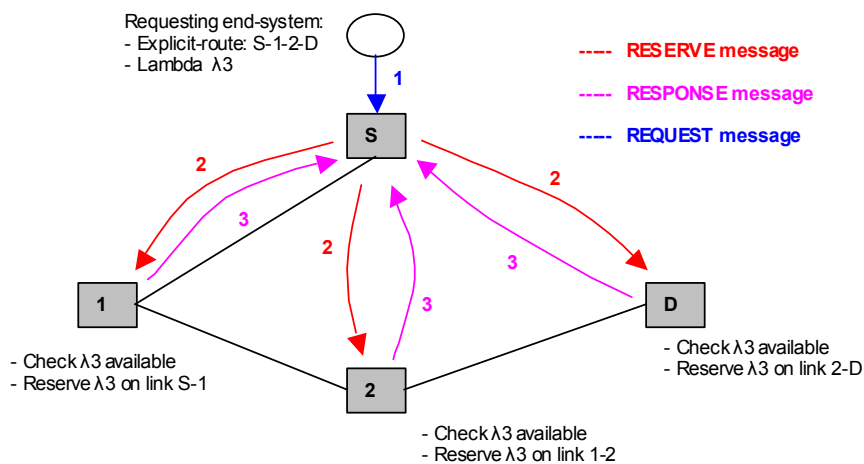 Requesting end-system:
- Explicit-route: S-1-2-D
- Lambda λ3
1
----- RESERVE message
----- RESPONSE message
----- REQUEST message
S
2
2
3
2
3
3
1
D
- Check λ3 available
- Reserve λ3 on link S-1
- Check λ3 available
- Reserve λ3 on link 2-D
2
- Check λ3 available
- Reserve λ3 on link 1-2